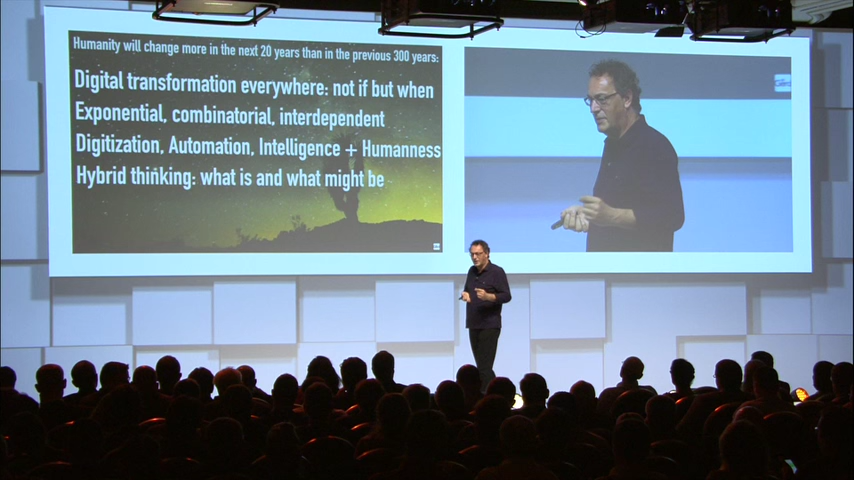 Humanity will change more in the next 20 years than in the previous 300 years:
Digital transformation everywhere: not if but when
Exponential, combinatorial, interdependent
Digitization, Automation, Intelligence + Humanness
Hybrid thinking: what is and what might be